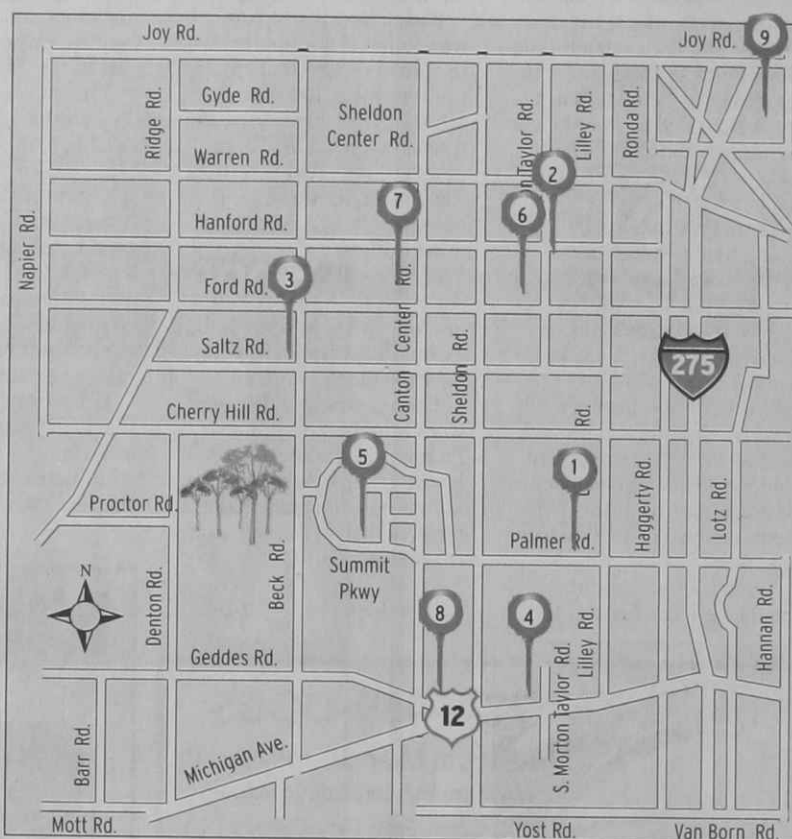 Joy Rd.
Joy Rd.
9
Ridge Rd.
Gyde Rd.
Sheldon
Center Rd.
n Taylor Rd.
Lilley Rd.
Ronda Rd.
Warren Rd.
2
7
6
Napier Rd.
Hanford Rd.
3
Ford Rd.
Canton Center Rd.
Sheldon Rd.
Saltz Rd.
275
Cherry Hill Rd.
Rd.
5
1
Proctor Rd.
Haggerty Rd.
Lotz Rd.
Palmer Rd.
N
Denton Rd.
Beck Rd.
Summit
Pkwy
8
4
Lilley Rd.
Hannan Rd.
Geddes Rd.
S. Morton Taylor Rd.
12
Barr Rd.
Michigan Ave.
Mott Rd.
Yost Rd.
Van Born Rd.